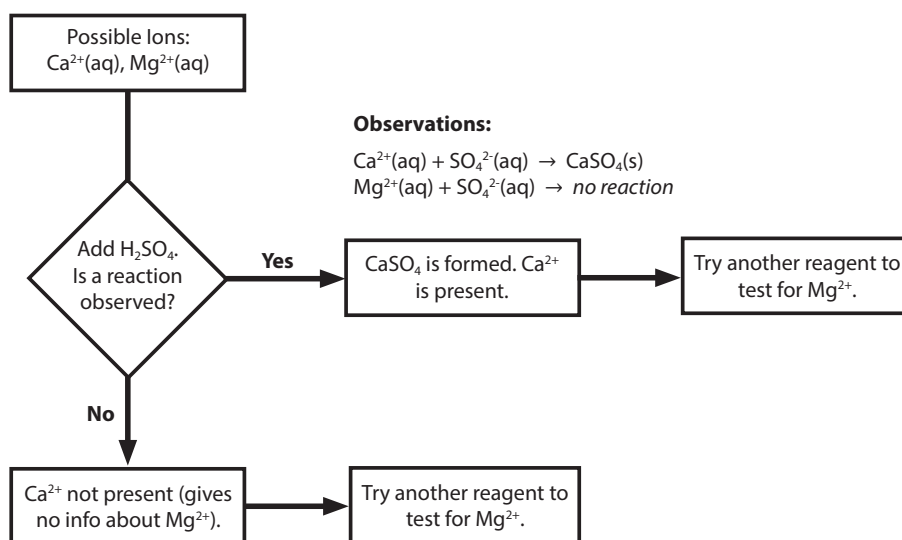 Possible Ions:
Ca²⁺(aq), Mg²⁺(aq)
Observations:
Ca²⁺(aq) + SO₄²⁻(aq) → CaSO₄(s)
Mg²⁺(aq) + SO₄²⁻(aq) → no reaction
Add H₂SO₄.
Is a reaction
observed?
Yes
CaSO₄ is formed. Ca²⁺
is present.
Try another reagent to
test for Mg²⁺.
No
Ca²⁺ not present (gives
no info about Mg²⁺).
Try another reagent to
test for Mg²⁺.